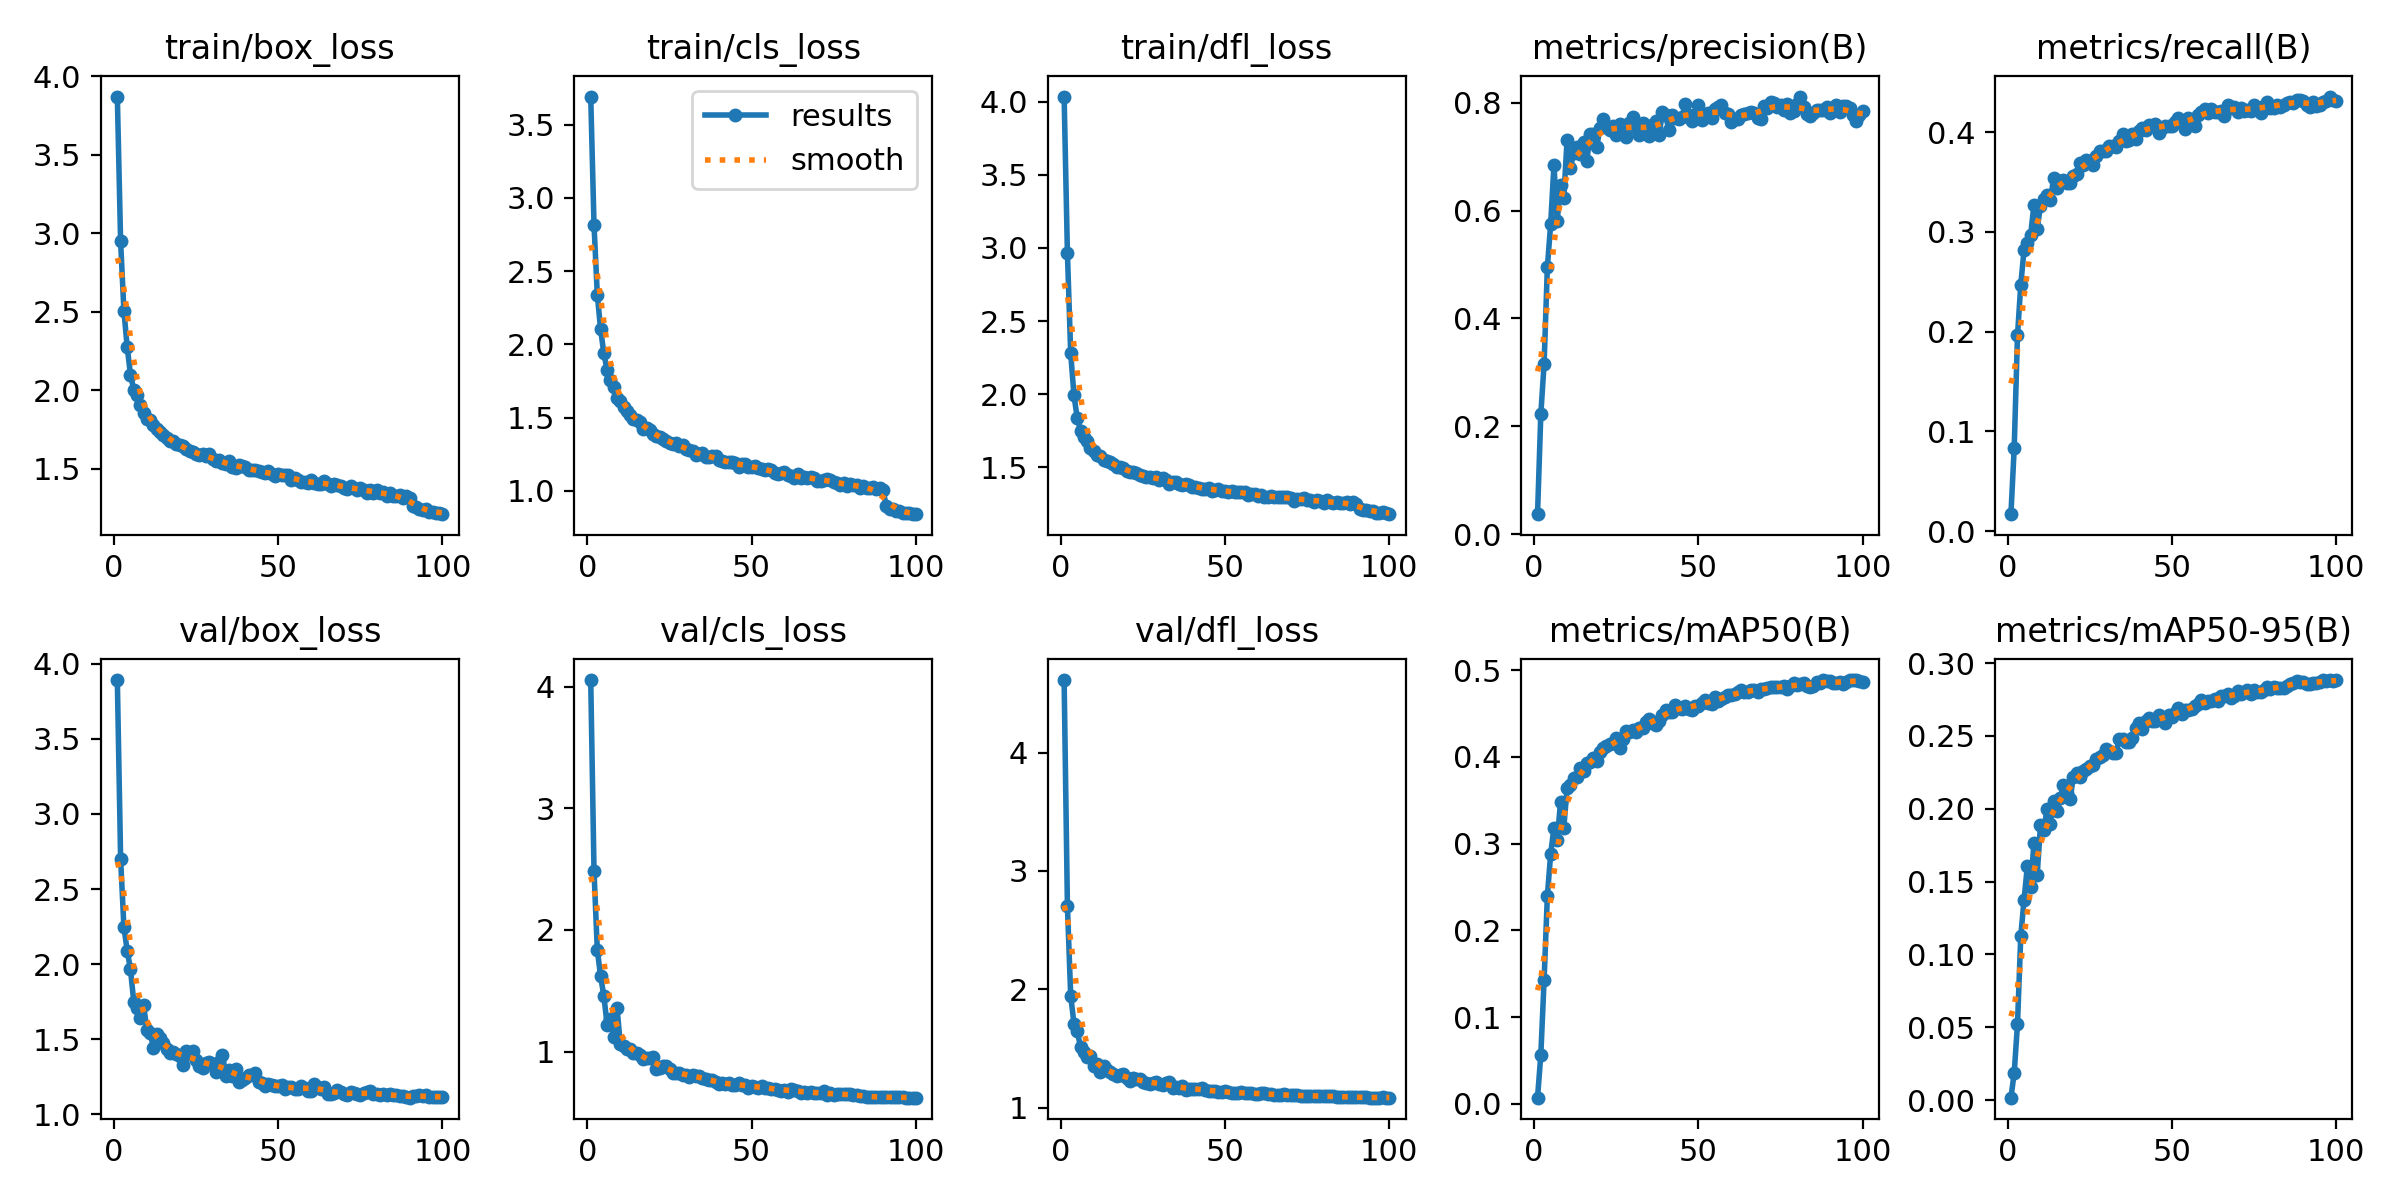 train/box_loss
4.0
3.5
3.0
2.5
2.0
1.5
0 50 100
train/cls_loss
results
smooth
3.5
3.0
2.5
2.0
1.5
1.0
0 50 100
train/dfl_loss
4.0
3.5
3.0
2.5
2.0
1.5
0 50 100
metrics/precision(B)
0.8
0.6
0.4
0.2
0.0
0 50 100
metrics/recall(B)
0.4
0.3
0.2
0.1
0.0
0 50 100
val/box_loss
4.0
3.5
3.0
2.5
2.0
1.5
1.0
0 50 100
val/cls_loss
4
3
2
1
0 50 100
val/dfl_loss
4
3
2
1
0 50 100
metrics/mAP50(B)
0.5
0.4
0.3
0.2
0.1
0.0
0 50 100
metrics/mAP50-95(B)
0.30
0.25
0.20
0.15
0.10
0.05
0.00
0 50 100